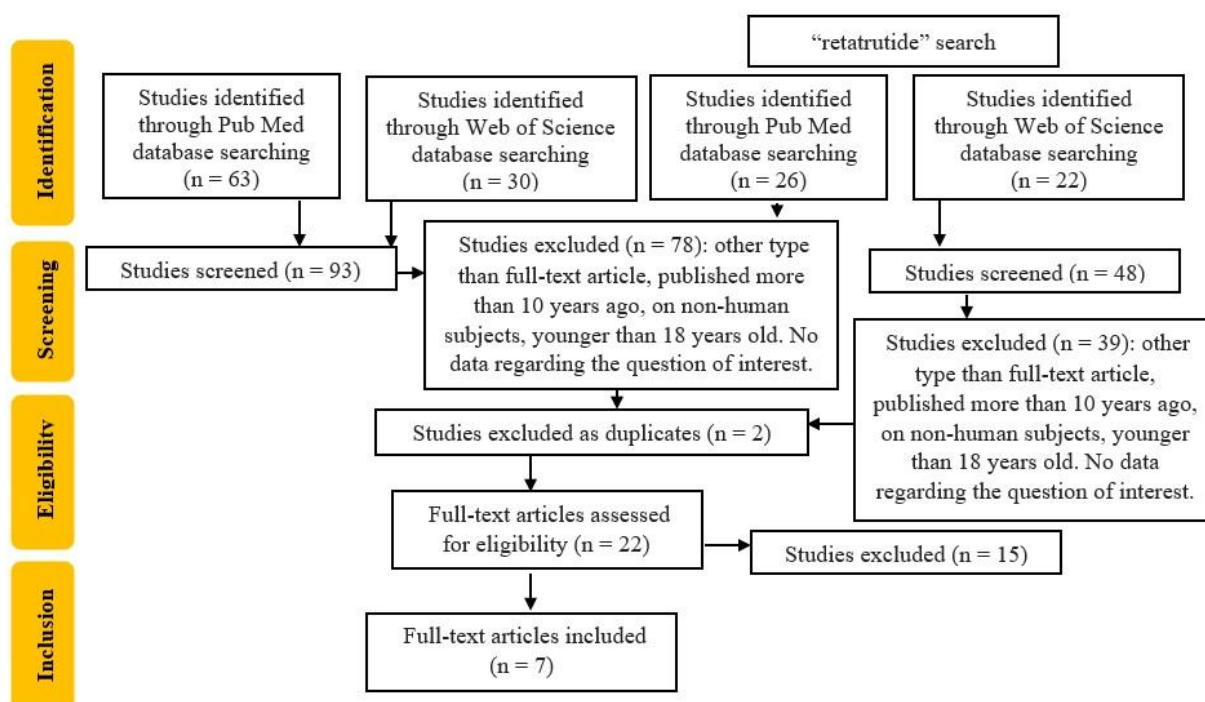 “retatrutide” search
Identification
Studies identified
through Pub Med
database searching
(n = 63)
Studies identified
through Web of Science
database searching
(n = 30)
Studies identified
through Pub Med
database searching
(n = 26)
Studies identified
through Web of Science
database searching
(n = 22)
Screening
Studies screened (n = 93)
Studies excluded (n = 78): other
type than full-text article, published more
than 10 years ago, on non-human
subjects, younger than 18 years old. No
data regarding the question of interest.
Studies screened (n = 48)
Studies excluded (n = 39): other
type than full-text article,
published more than 10 years ago,
on non-human subjects, younger
than 18 years old. No data
regarding the question of interest.
Eligibility
Studies excluded as duplicates (n = 2)
Full-text articles assessed
for eligibility (n = 22)
Studies excluded (n = 15)
Inclusion
Full-text articles included
(n = 7)